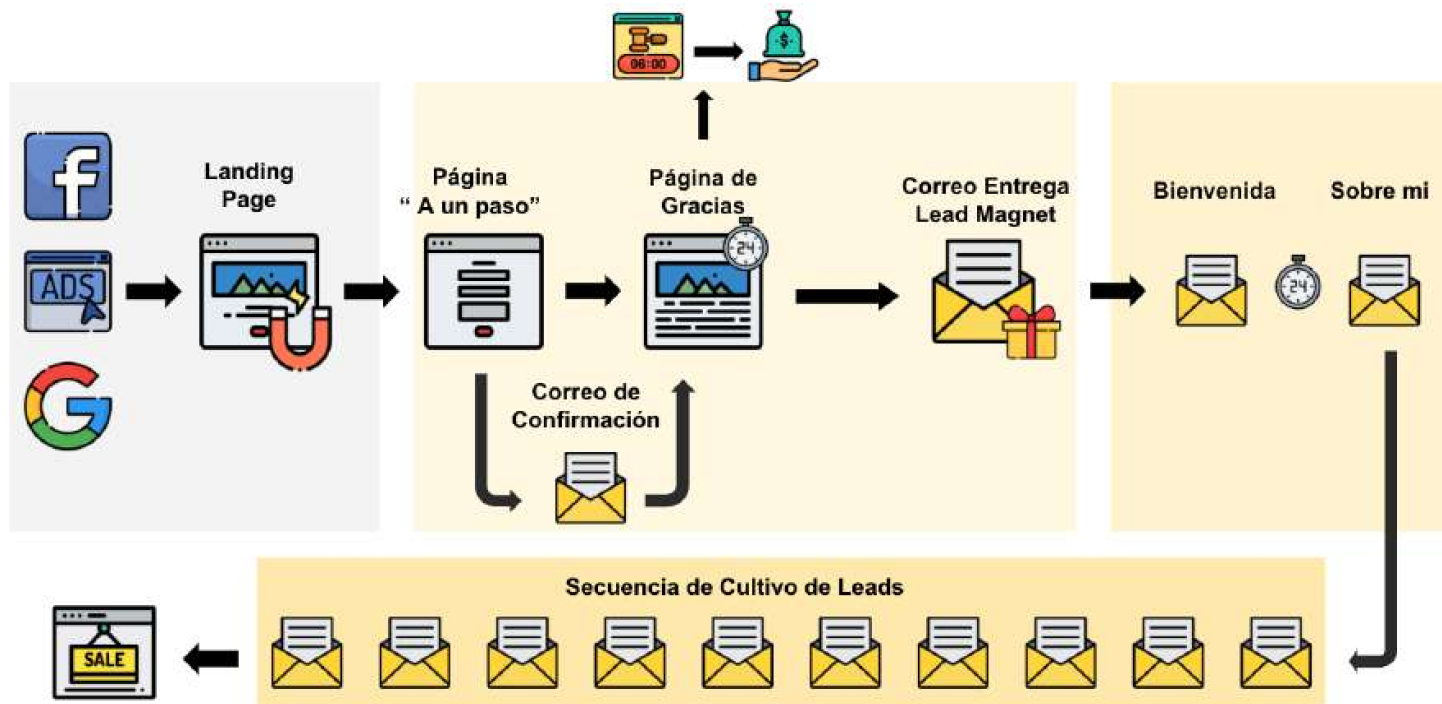 06:00
$
f
Landing
Page
Página
“ A un paso”
Página de
Gracias
Correo Entrega
Lead Magnet
Bienvenida
Sobre mi
24
24
ADS
G
Correo de
Confirmación
Secuencia de Cultivo de Leads
SALE